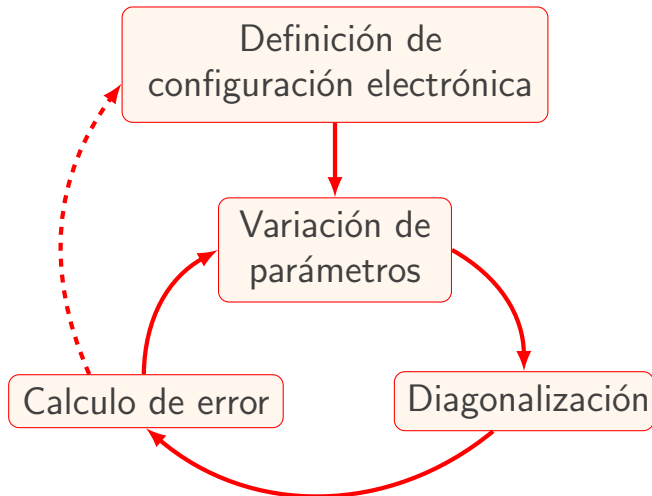 Definición de
configuración electrónica
Variación de
parámetros
Calculo de error
Diagonalización